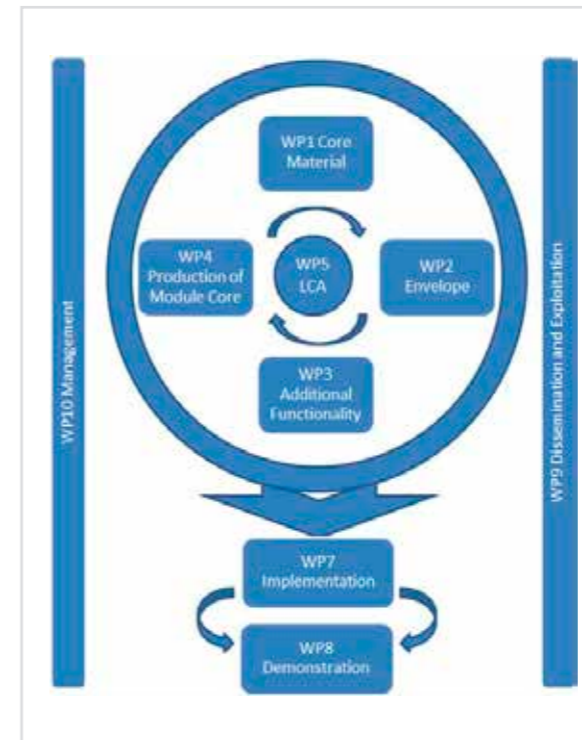 WP1 Core
Material
WP4
Production of
Module Core
WP5
LCA
WP2
Envelope
WP3
Additional
Functionality
WP10 Management
WP9 Dissemination and Exploitation
WP7
Implementation
WP8
Demonstration